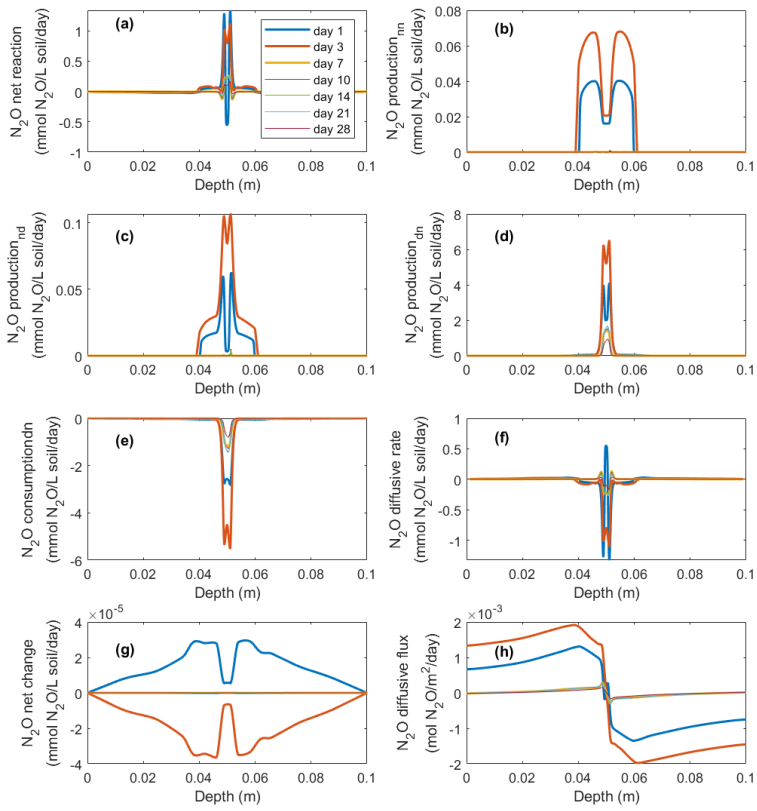 (a)
N2O net reaction
(mmol N2O/L soil/day)
1
0.5
0
-0.5
-1
0 0.02 0.04 0.06 0.08 0.1
Depth (m)
day 1
day 3
day 7
day 10
day 14
day 21
day 28
(b)
N2O productionnn
(mmol N2O/L soil/day)
0.08
0.06
0.04
0.02
0
0 0.02 0.04 0.06 0.08 0.1
Depth (m)
(c)
N2O productionnd
(mmol N2O/L soil/day)
0.1
0.05
0
0 0.02 0.04 0.06 0.08 0.1
Depth (m)
(d)
N2O productiondn
(mmol N2O/L soil/day)
8
6
4
2
0
0 0.02 0.04 0.06 0.08 0.1
Depth (m)
(e)
N2O consumptiondn
(mmol N2O/L soil/day)
0
-2
-4
-6
0 0.02 0.04 0.06 0.08 0.1
Depth (m)
(f)
N2O diffusive rate
(mmol N2O/L soil/day)
1
0.5
0
-0.5
-1
0 0.02 0.04 0.06 0.08 0.1
Depth (m)
(g)
N2O net change
(mmol N2O/L soil/day)
×10-5
4
2
0
-2
-4
0 0.02 0.04 0.06 0.08 0.1
Depth (m)
(h)
N2O diffusive flux
(mol N2O/m2/day)
×10-3
2
1
0
-1
-2
0 0.02 0.04 0.06 0.08 0.1
Depth (m)